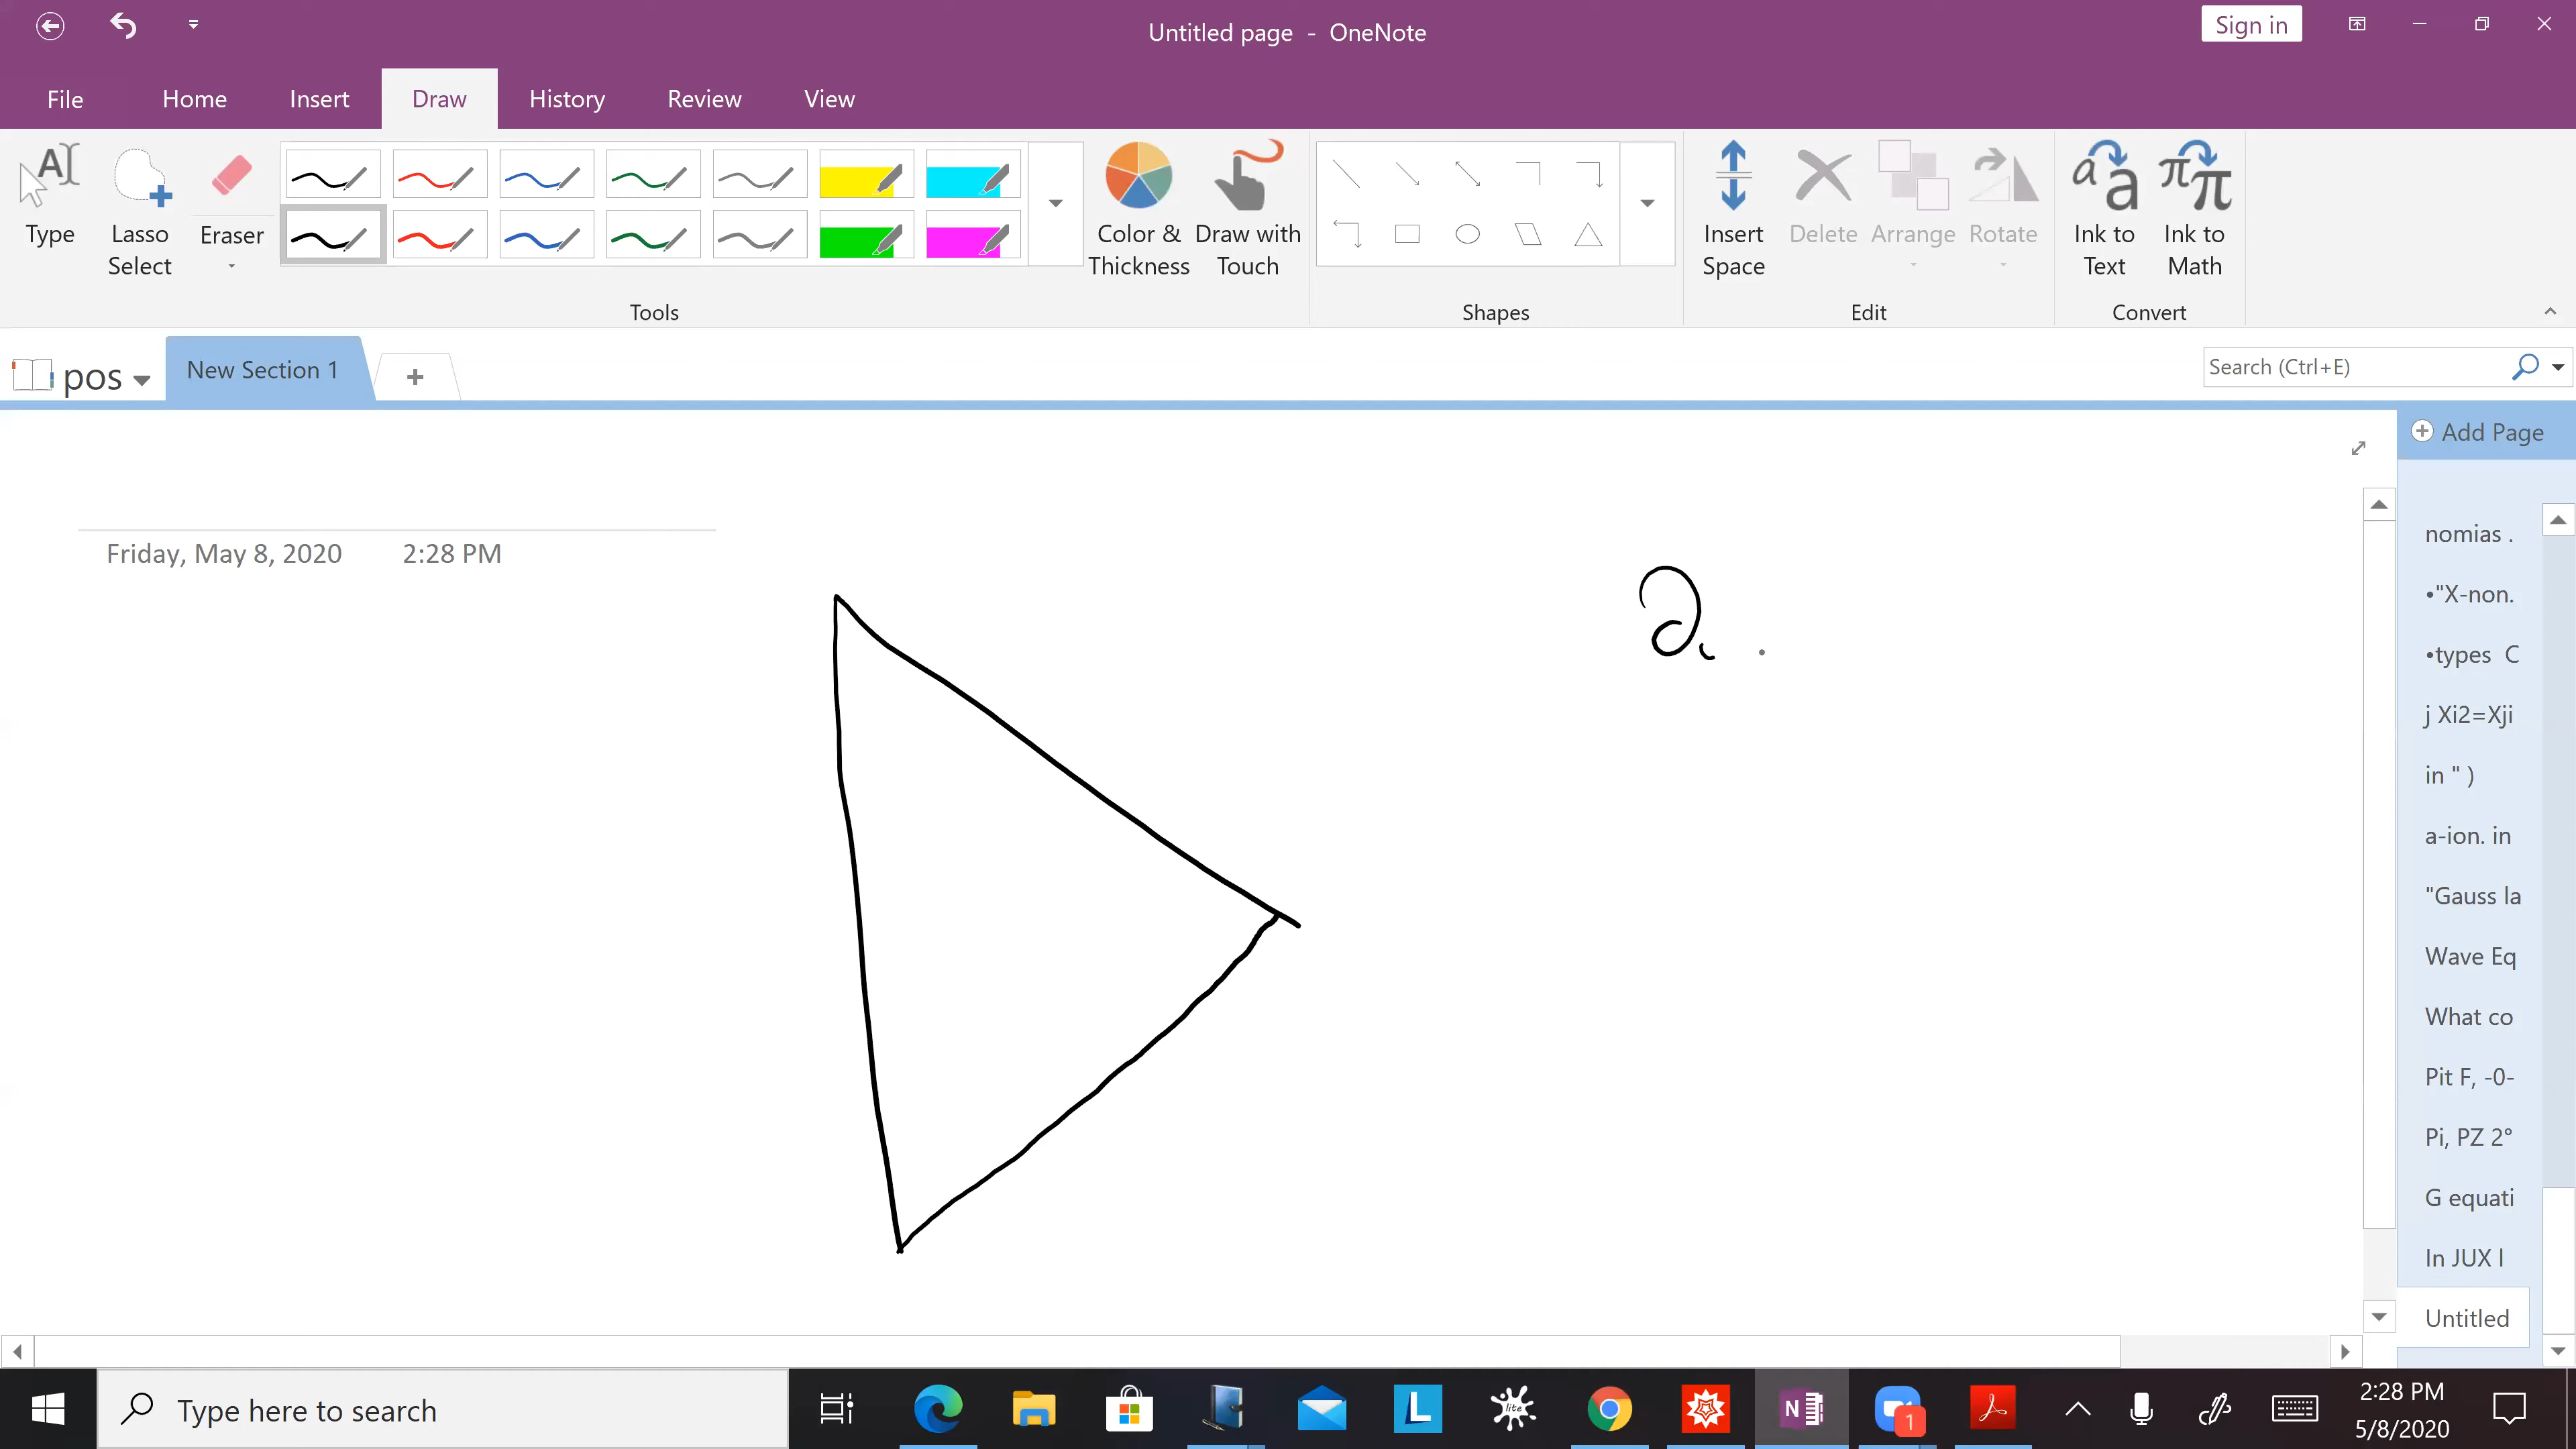 Untitled page - OneNote
Sign in
File Home Insert Draw History Review View
Type
Lasso Select
Eraser
Color & Thickness
Draw with Touch
Insert Space
Delete
Arrange
Rotate
Ink to Text
Ink to Math
Tools
Shapes
Edit
Convert
pos
New Section 1
Search (Ctrl+E)
Add Page
Friday, May 8, 2020 2:28 PM
nomias .
•"X-non.
•types C
j Xi2=Xji
in " )
a-ion. in
"Gauss la
Wave Eq
What co
Pit F, -0-
Pi, PZ 2°
G equati
In JUX l
Untitled
Type here to search
L
lite
N
1
2:28 PM
5/8/2020